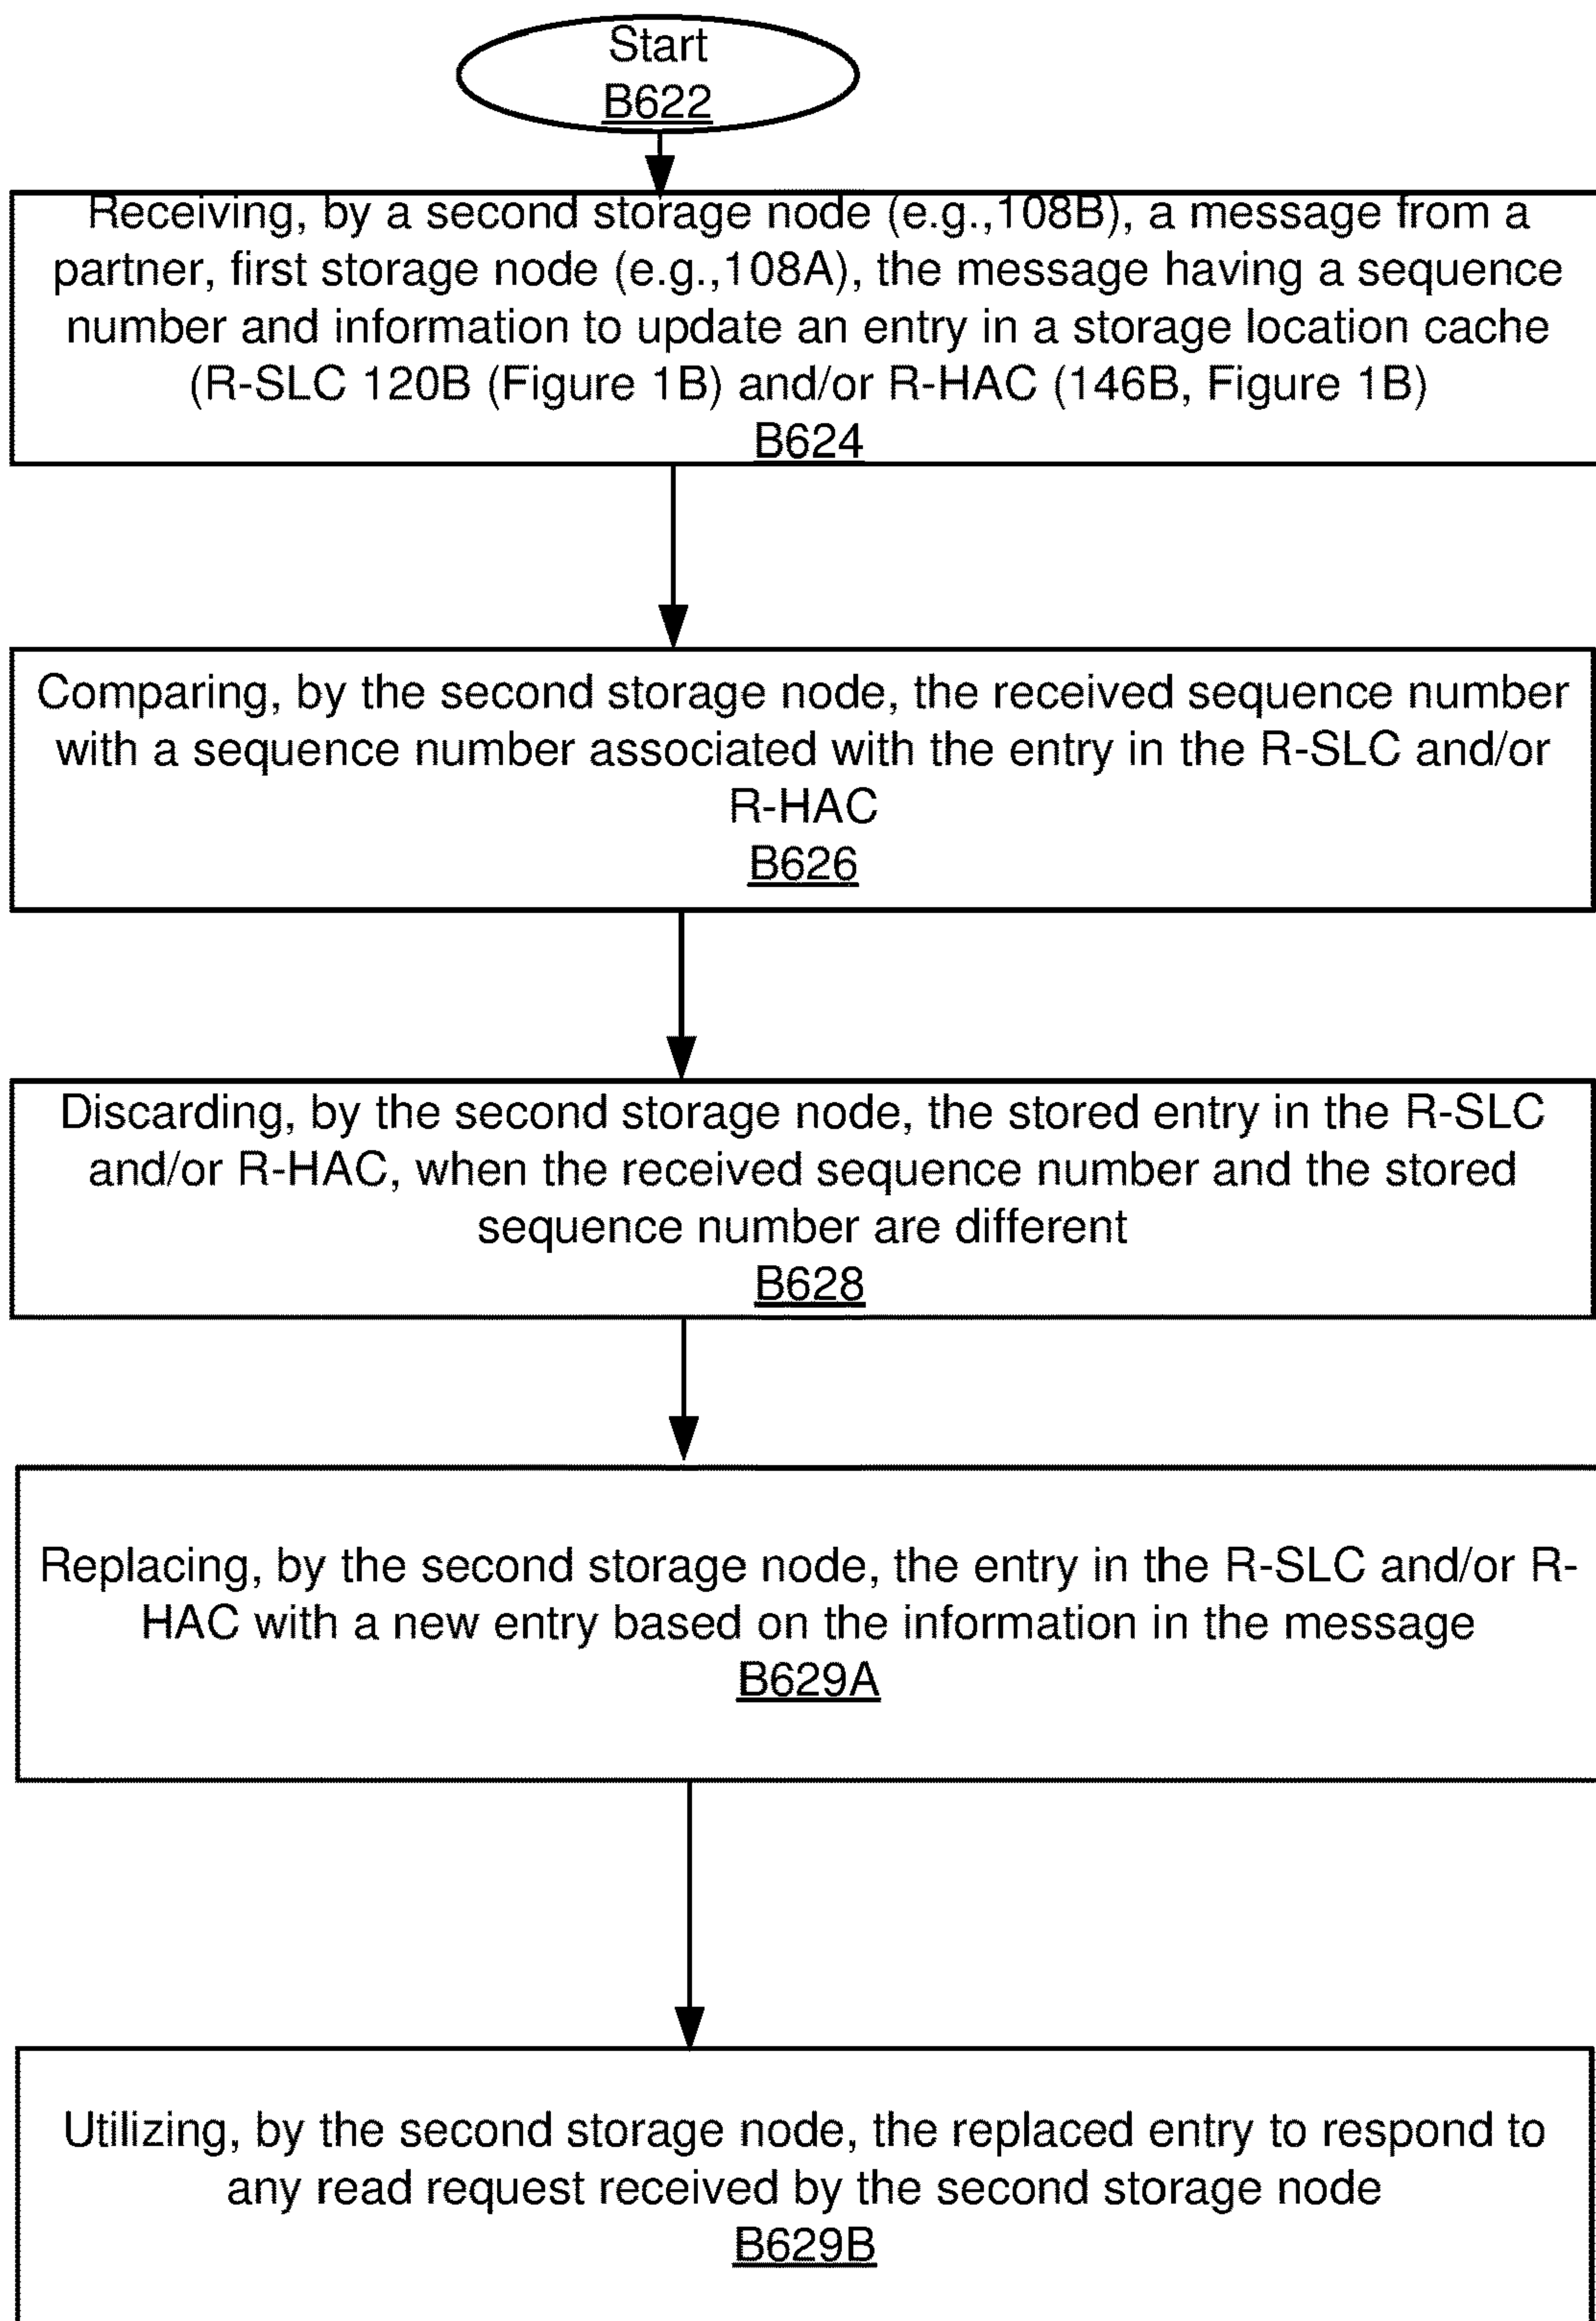 Start
B622
Receiving, by a second storage node (e.g.,108B), a message from a
partner, first storage node (e.g.,108A), the message having a sequence
number and information to update an entry in a storage location cache
(R-SLC 120B (Figure 1B) and/or R-HAC (146B, Figure 1B)
B624
Comparing, by the second storage node, the received sequence number
with a sequence number associated with the entry in the R-SLC and/or
R-HAC
B626
Discarding, by the second storage node, the stored entry in the R-SLC
and/or R-HAC, when the received sequence number and the stored
sequence number are different
B628
Replacing, by the second storage node, the entry in the R-SLC and/or R-
HAC with a new entry based on the information in the message
B629A
Utilizing, by the second storage node, the replaced entry to respond to
any read request received by the second storage node
B629B